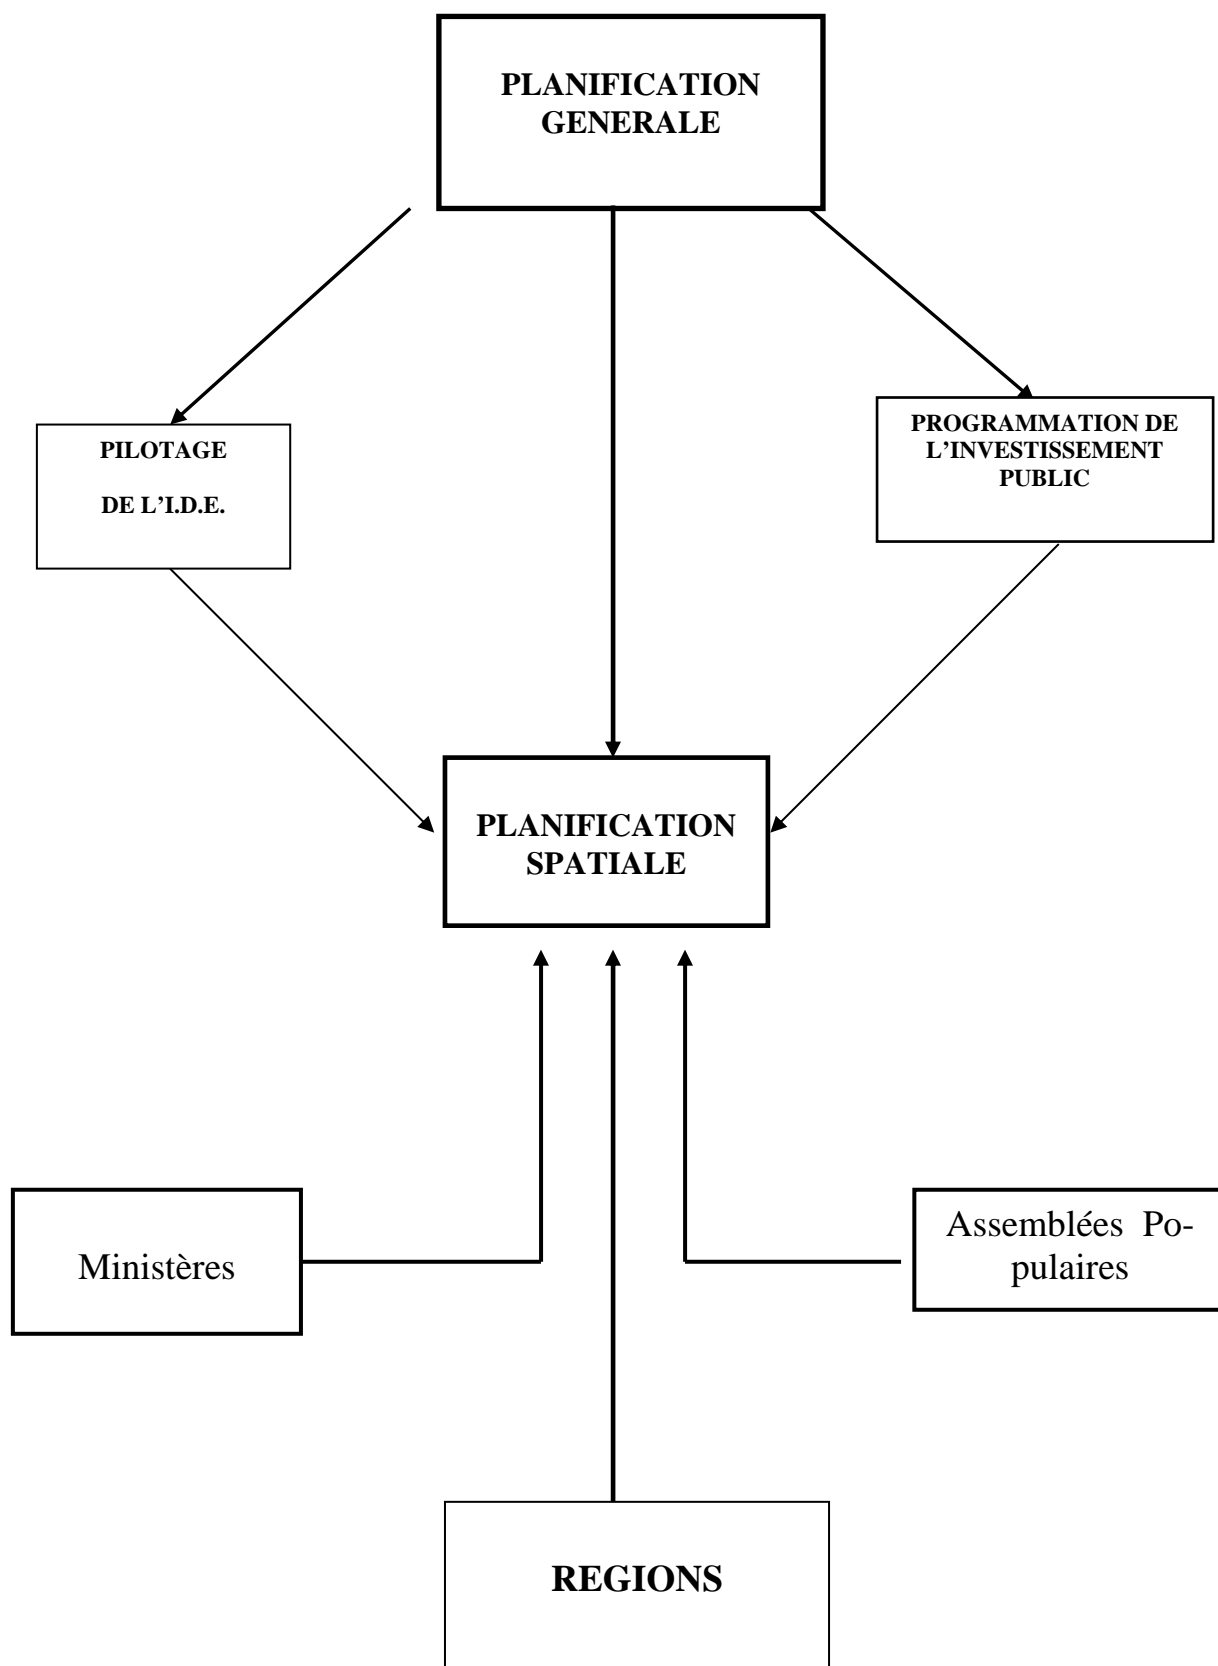 PLANIFICATION
GENERALE
PILOTAGE
DE L'I.D.E.
PROGRAMMATION DE
L'INVESTISSEMENT
PUBLIC
PLANIFICATION
SPATIALE
Ministères
Assemblées Po-
pulaires
REGIONS